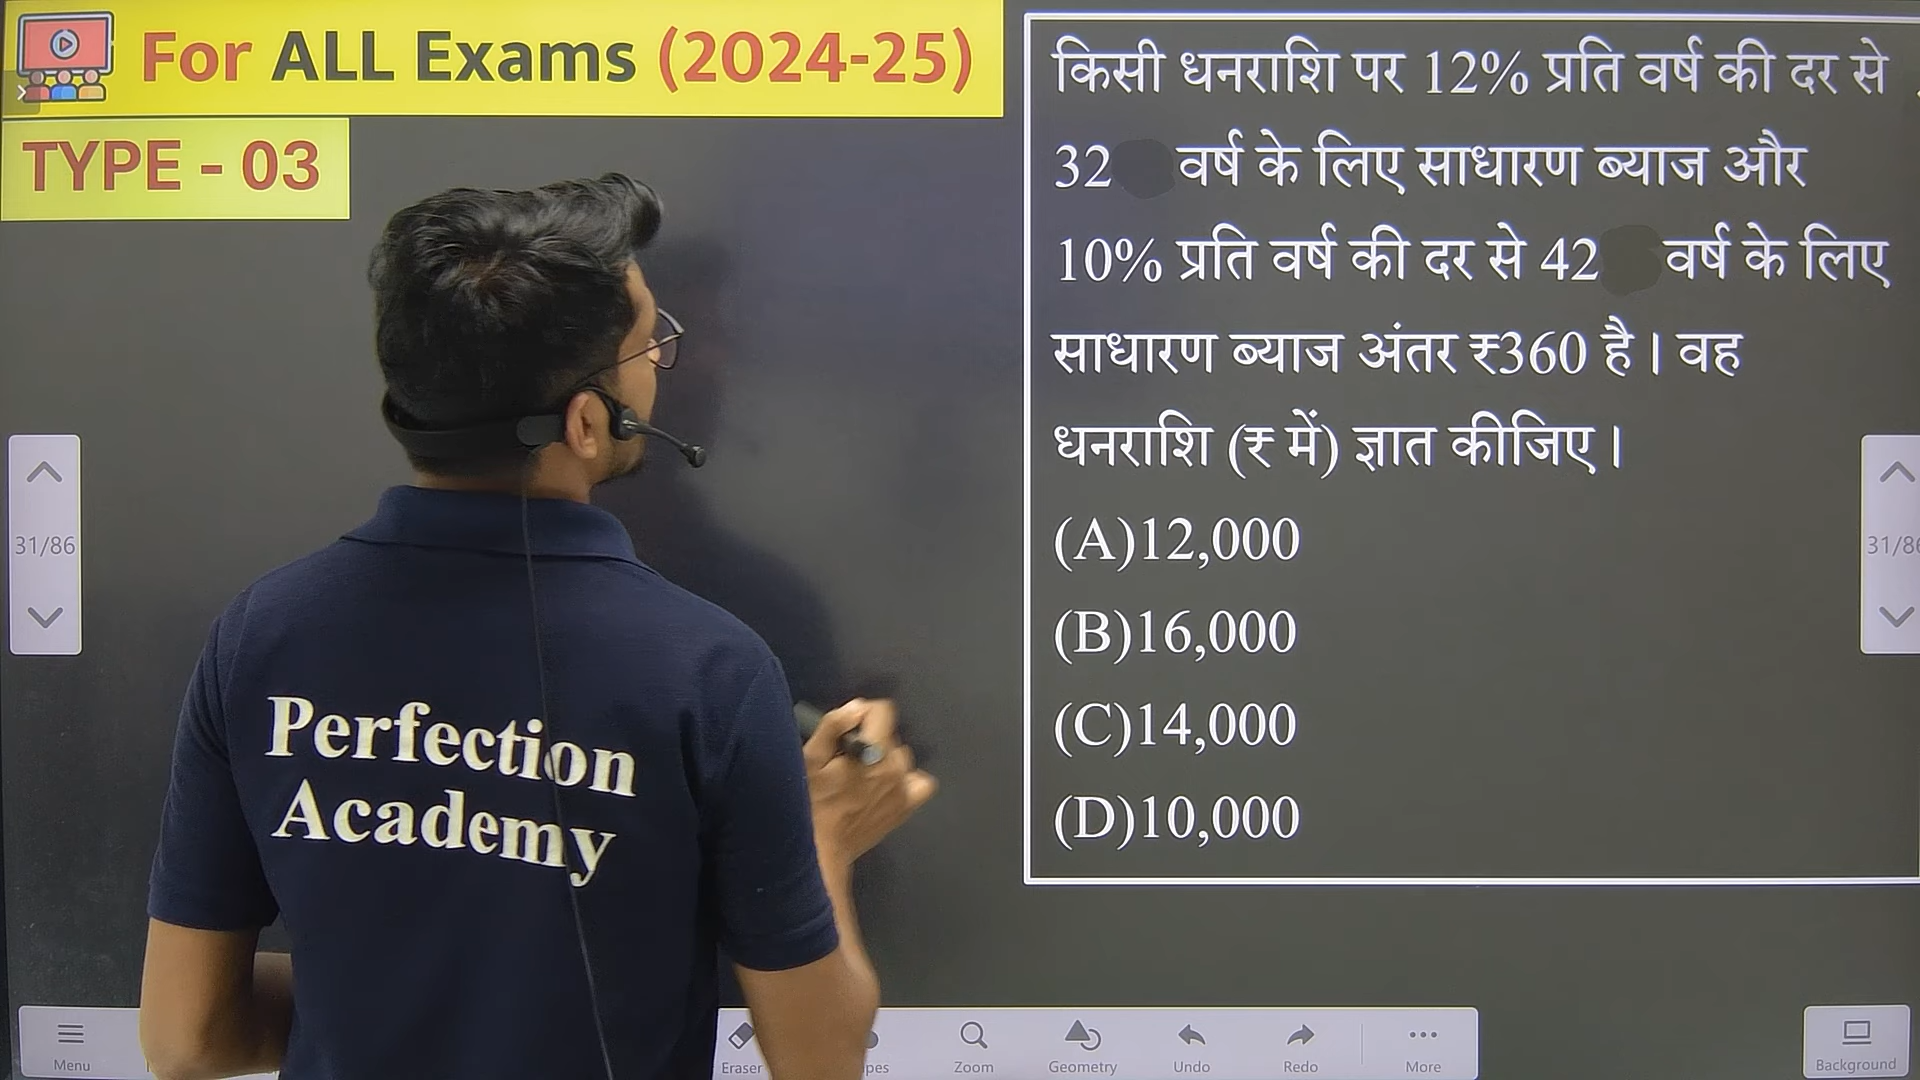 For ALL Exams (2024-25)
TYPE - 03
किसी धनराशि पर 12% प्रति वर्ष की दर से
32 वर्ष के लिए साधारण ब्याज और
10% प्रति वर्ष की दर से 42 वर्ष के लिए
साधारण ब्याज अंतर ₹360 है। वह
धनराशि (₹ में) ज्ञात कीजिए।
(A)12,000
(B)16,000
(C)14,000
(D)10,000
31/86
31/86
Perfection
Academy
Menu
Eraser
Zoom
Geometry
Undo
Redo
More
Background